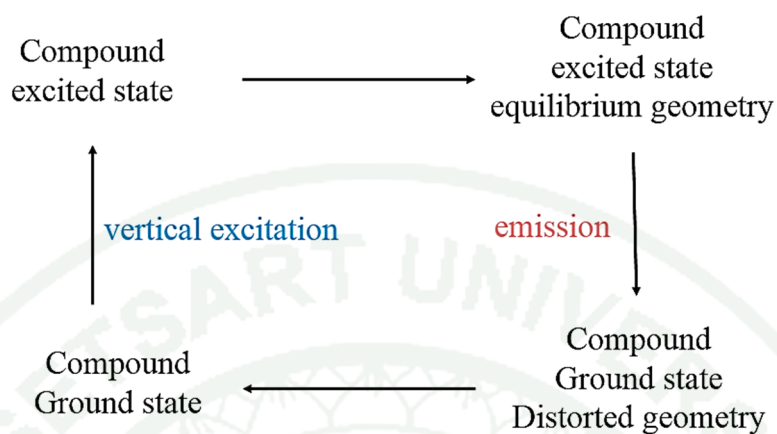 Compound
excited state
Compound
excited state
equilibrium geometry
vertical excitation
emission
Compound
Ground state
Compound
Ground state
Distorted geometry